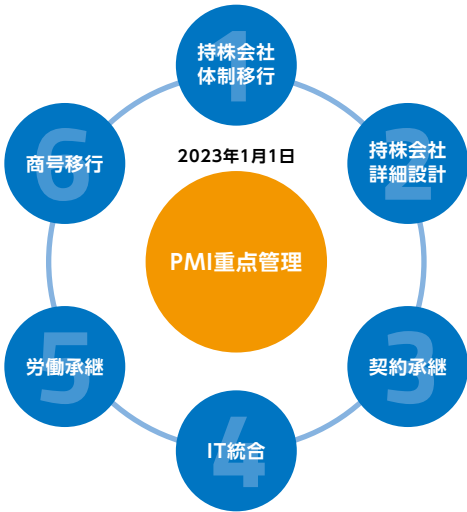 1
持株会社
体制移行
2023年1月1日
2
持株会社
詳細設計
PMI重点管理
3
契約承継
4
IT統合
5
労働承継
6
商号移行